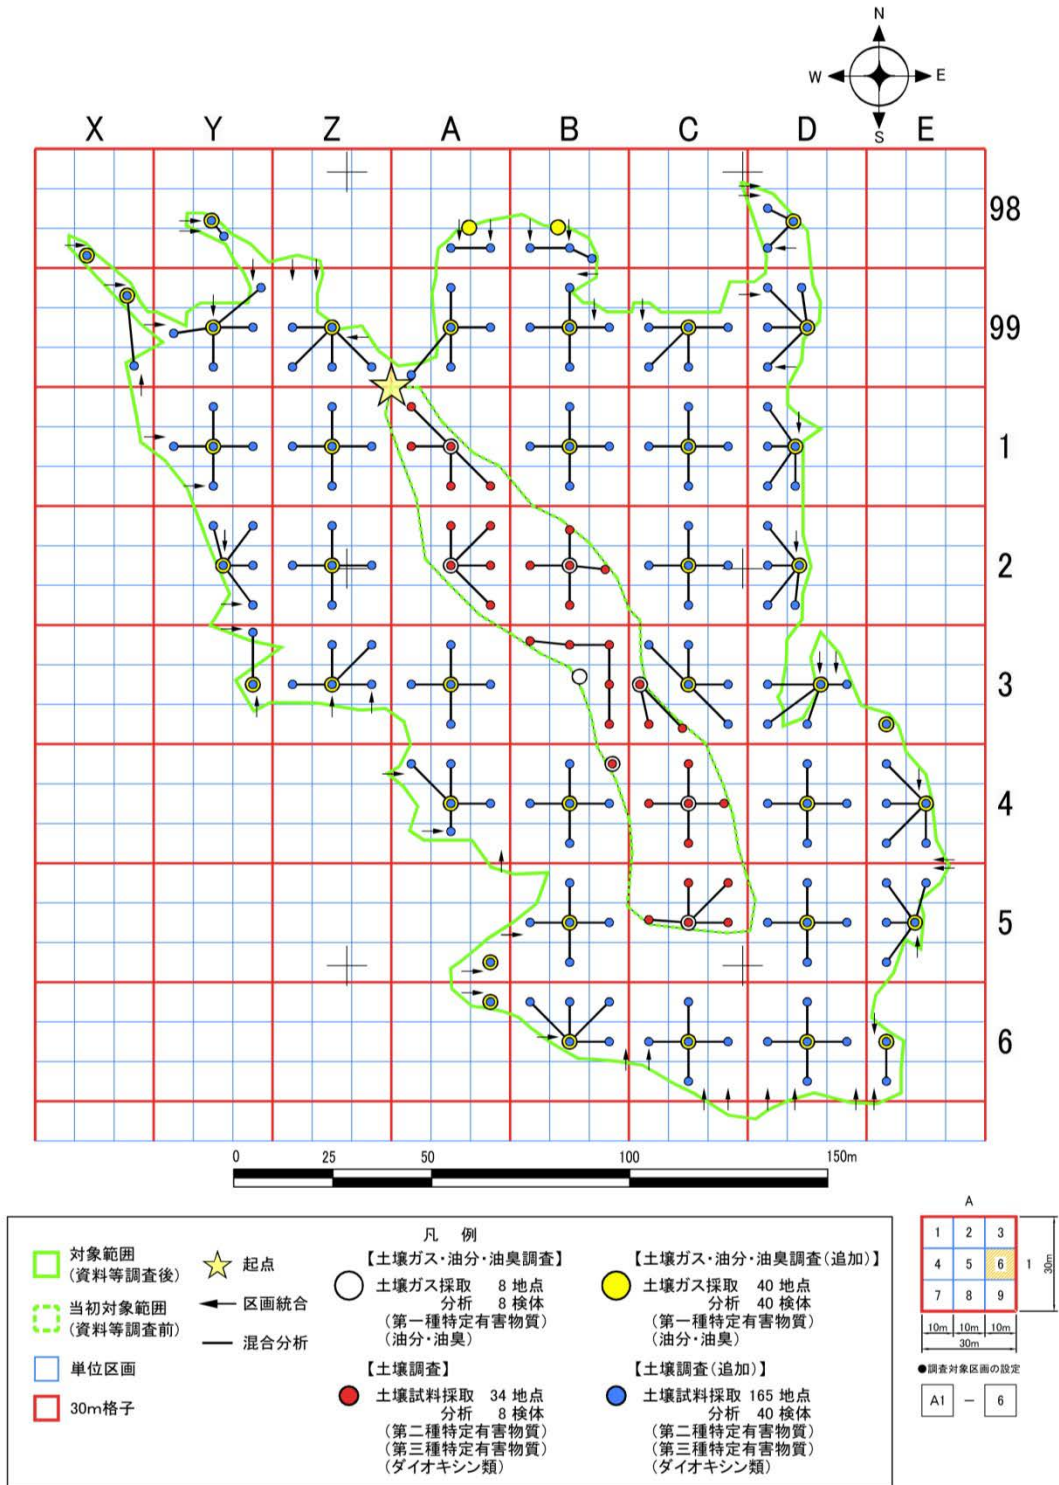 N
W E
S
X Y Z A B C D E
98
99
1
2
3
4
5
6
0 25 50 100 150m
凡 例
対象範囲
(資料等調査後)
当初対象範囲
(資料等調査前)
単位区画
30m格子
起点
区画統合
混合分析
【土壌ガス・油分・油臭調査】
土壌ガス採取 8 地点
分析 8 検体
(第一種特定有害物質)
(油分・油臭)
【土壌調査】
土壌試料採取 34 地点
分析 8 検体
(第二種特定有害物質)
(第三種特定有害物質)
(ダイオキシン類)
【土壌ガス・油分・油臭調査(追加)】
土壌ガス採取 40 地点
分析 40 検体
(第一種特定有害物質)
(油分・油臭)
【土壌調査(追加)】
土壌試料採取 165 地点
分析 40 検体
(第二種特定有害物質)
(第三種特定有害物質)
(ダイオキシン類)
A
1 2 3
4 5 6 1 30m
7 8 9
10m 10m 10m
30m
●調査対象区画の設定
A1 － 6